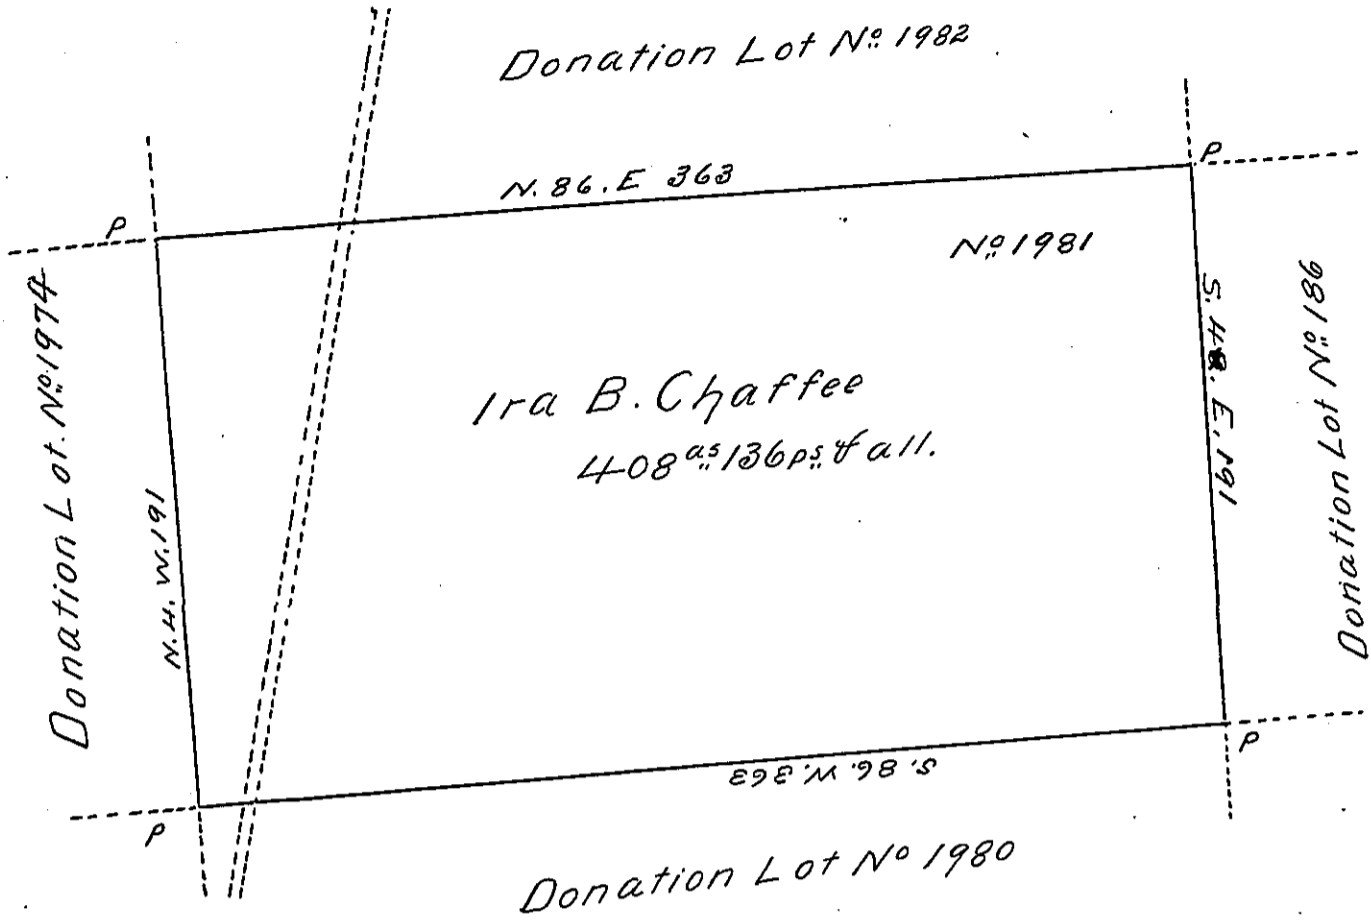 Donation Lot No. 1982
P
N. 86. E 363
P
No. 1981
Donation Lot. No. 1974
S. 4. E. 191
Donation Lot No. 186
Ira B. Chaffee
408 as. 136 ps. & all.
N. 4. W. 191
P
S. 86. W. 363
P
Donation Lot No 1980